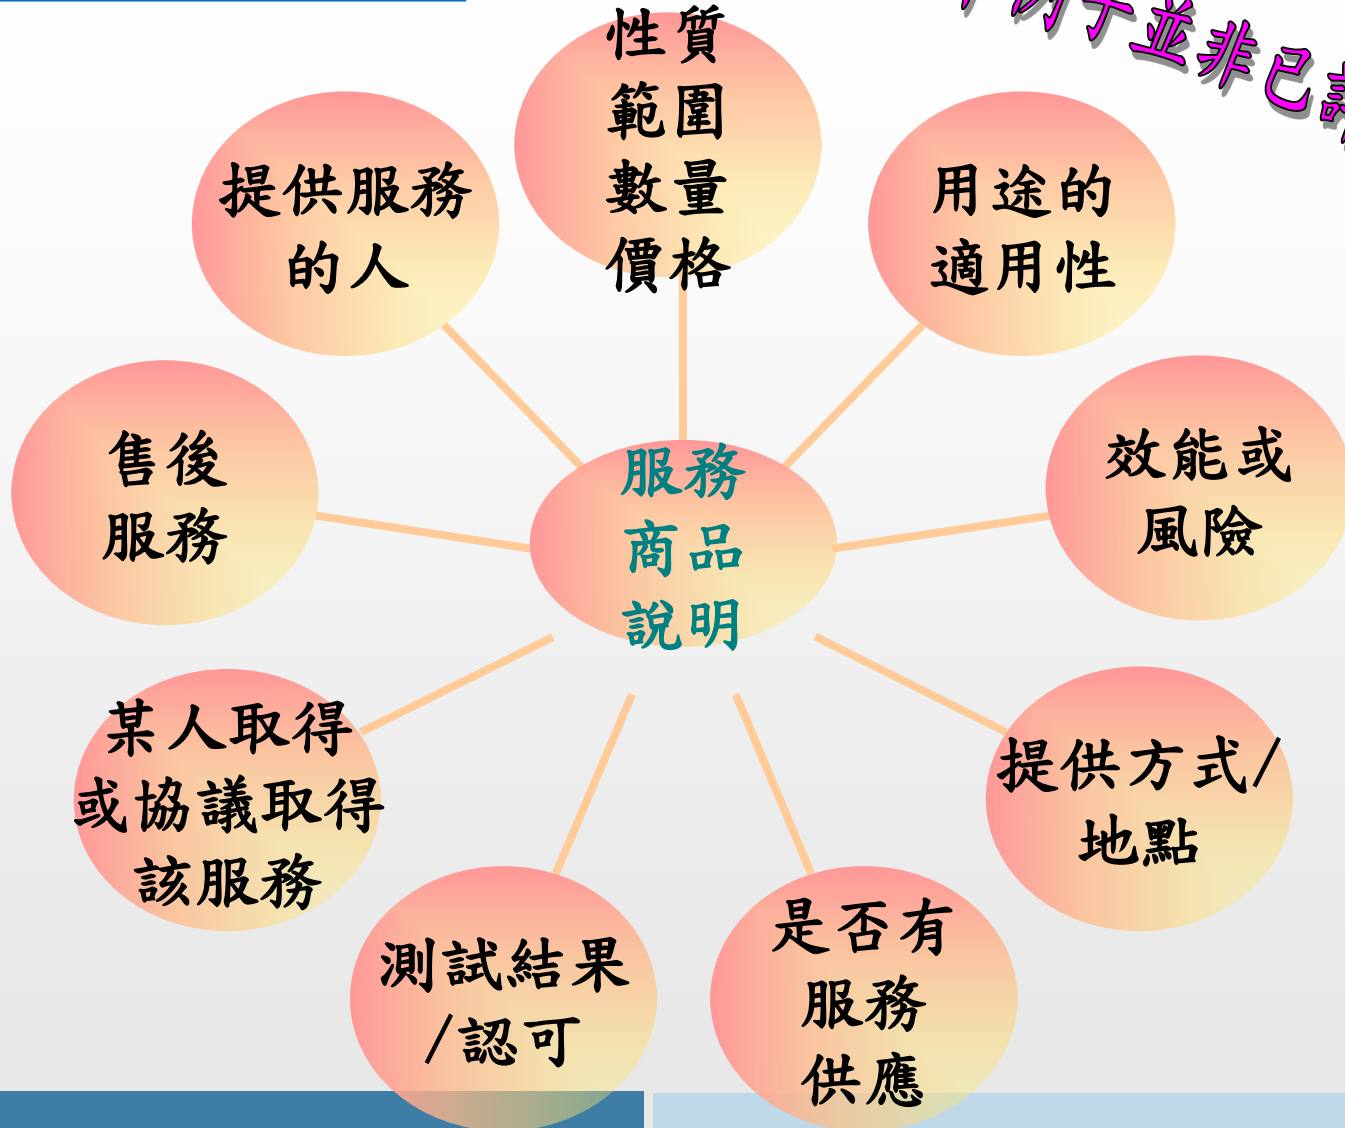 例子並非已
性質
範圍
數量
價格
提供服務
的人
用途的
適用性
售後
服務
服務
商品
說明
效能或
風險
某人取得
或協議取得
該服務
提供方式/
地點
測試結果
/認可
是否有
服務
供應